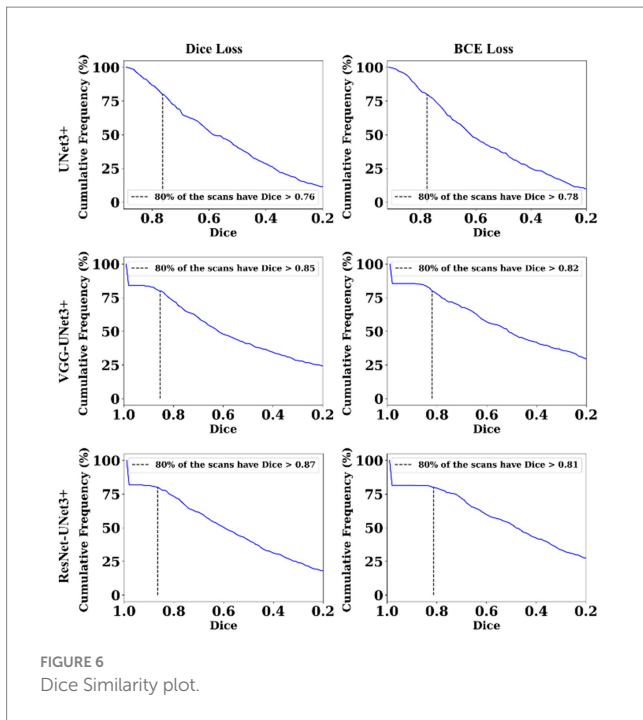 Dice Loss
BCE Loss
UNet3+
Cumulative Frequency (%)
100
75
50
25
0
80% of the scans have Dice > 0.76
0.8
0.6
0.4
0.2
Dice
Cumulative Frequency (%)
100
75
50
25
0
80% of the scans have Dice > 0.78
0.8
0.6
0.4
0.2
Dice
VGG-UNet3+
Cumulative Frequency (%)
100
75
50
25
0
80% of the scans have Dice > 0.85
1.0
0.8
0.6
0.4
0.2
Dice
Cumulative Frequency (%)
100
75
50
25
0
80% of the scans have Dice > 0.82
1.0
0.8
0.6
0.4
0.2
Dice
ResNet-UNet3+
Cumulative Frequency (%)
100
75
50
25
0
80% of the scans have Dice > 0.87
1.0
0.8
0.6
0.4
0.2
Dice
Cumulative Frequency (%)
100
75
50
25
0
80% of the scans have Dice > 0.81
1.0
0.8
0.6
0.4
0.2
Dice
FIGURE 6
Dice Similarity plot.